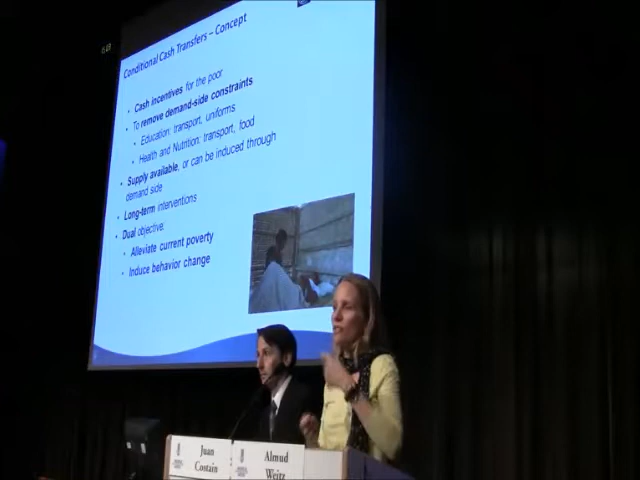 Conditional Cash Transfers – Concept
• Cash incentives for the poor
• To remove demand-side constraints
• Education: transport, uniforms
• Health and Nutrition: transport, food
• Supply available, or can be induced through
demand side
• Long-term interventions
• Dual objective:
• Alleviate current poverty
• Induce behavior change
Juan
Costain
Almud
Weitz